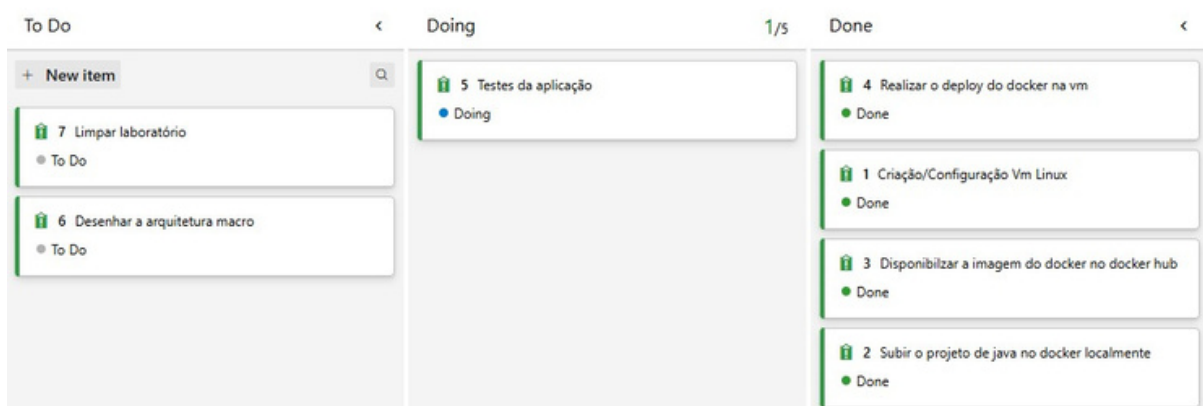 To Do
+ New item
7 Limpar laboratório
To Do
6 Desenhar a arquitetura macro
To Do
Doing
1/5
5 Testes da aplicação
Doing
Done
4 Realizar o deploy do docker na vm
Done
1 Criação/Configuração Vm Linux
Done
3 Disponibilzar a imagem do docker no docker hub
Done
2 Subir o projeto de java no docker localmente
Done